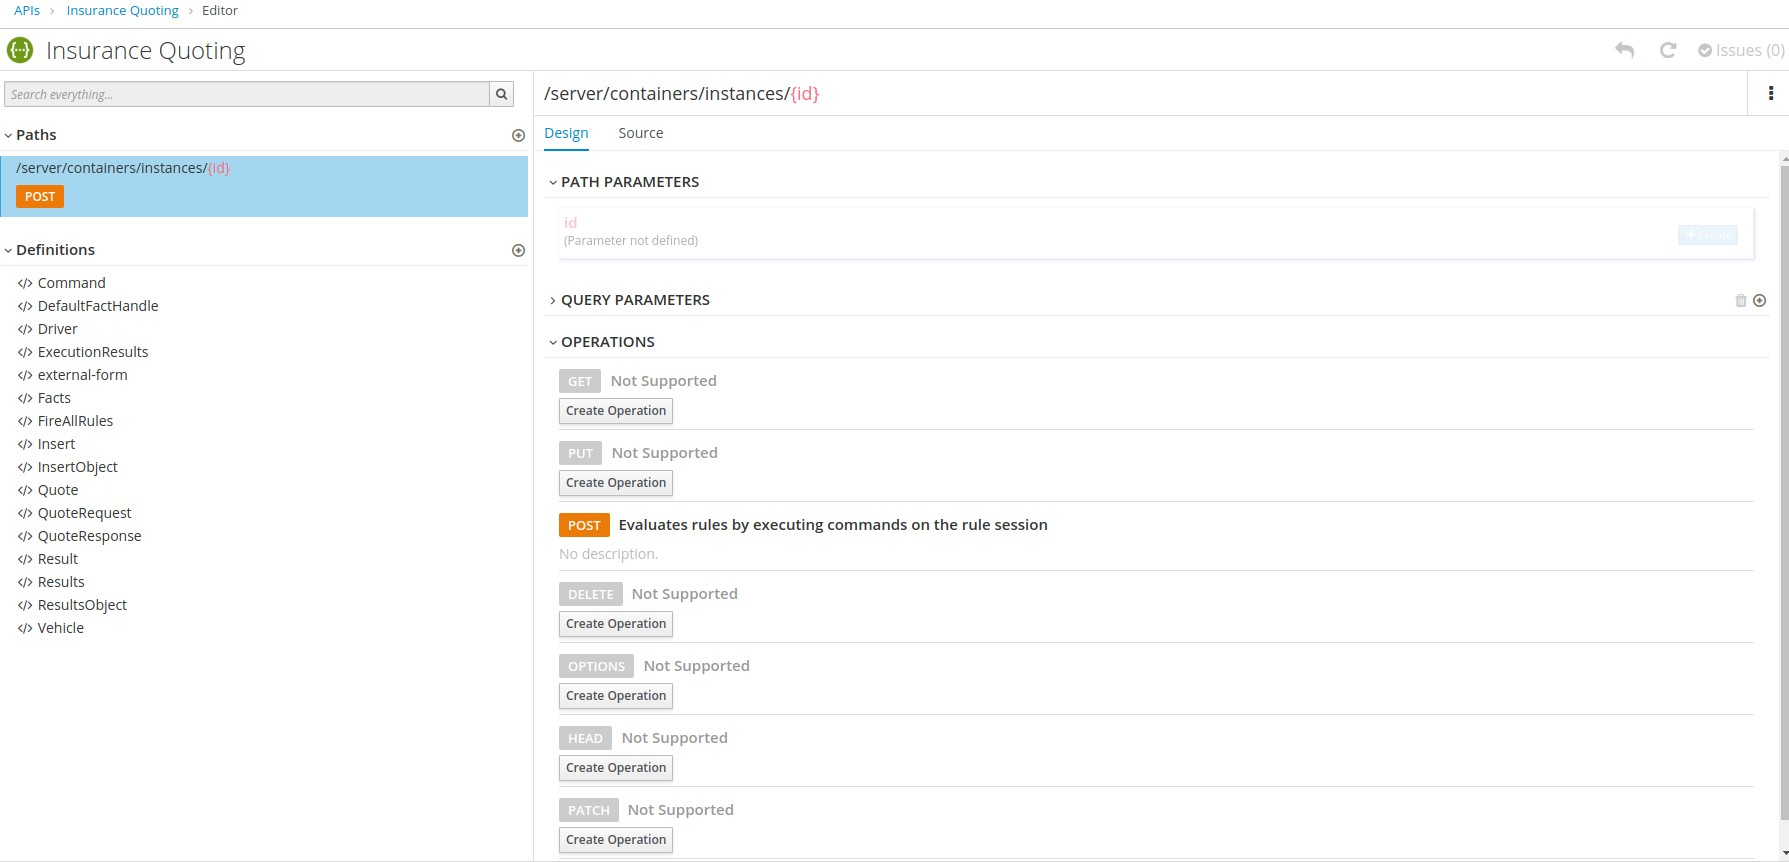 APIs > Insurance Quoting > Editor
Insurance Quoting
Issues (0)
Search everything...
Paths
/server/containers/instances/{id}
POST
Definitions
</> Command
</> DefaultFactHandle
</> Driver
</> ExecutionResults
</> external-form
</> Facts
</> FireAllRules
</> Insert
</> InsertObject
</> Quote
</> QuoteRequest
</> QuoteResponse
</> Result
</> Results
</> ResultsObject
</> Vehicle
/server/containers/instances/{id}
Design Source
PATH PARAMETERS
id
(Parameter not defined)
+ Create
QUERY PARAMETERS
OPERATIONS
GET Not Supported
Create Operation
PUT Not Supported
Create Operation
POST Evaluates rules by executing commands on the rule session
No description.
DELETE Not Supported
Create Operation
OPTIONS Not Supported
Create Operation
HEAD Not Supported
Create Operation
PATCH Not Supported
Create Operation